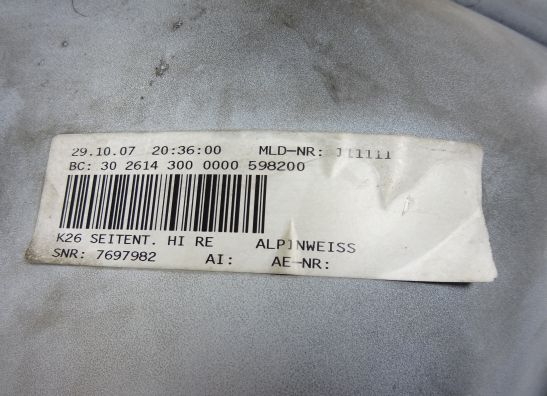 29.10.07 20:36:00 MLD-NR:
BC: 30 2614 300 0000 598200
K26 SEITENT. HI RE ALPINWEISS
SNR: 7697982 AI: AE-NR: